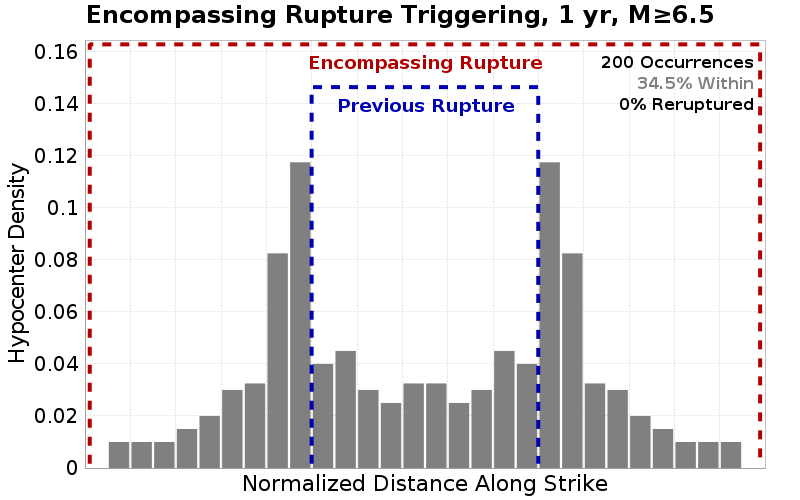 Encompassing Rupture Triggering, 1 yr, M≥6.5
Encompassing Rupture
Previous Rupture
200 Occurrences
34.5% Within
0% Reruptured
Hypocenter Density
0.16
0.14
0.12
0.1
0.08
0.06
0.04
0.02
0
Normalized Distance Along Strike